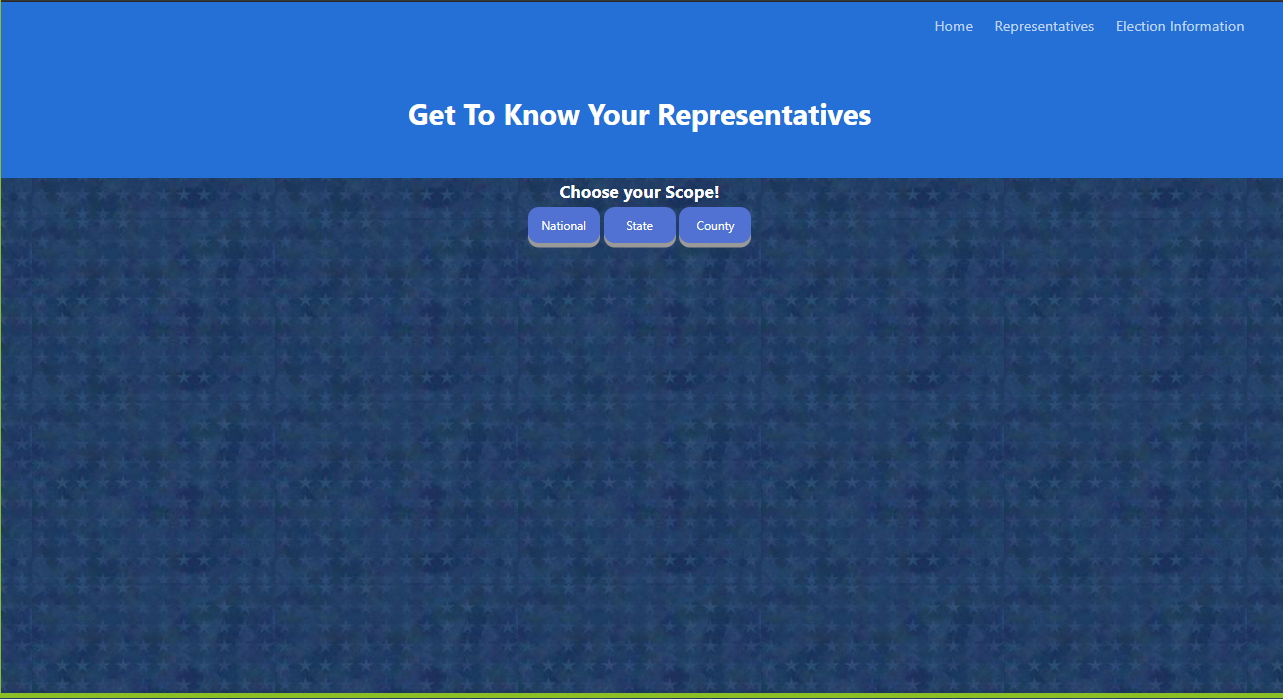 Home Representatives Election Information
Get To Know Your Representatives
Choose your Scope!
National State County